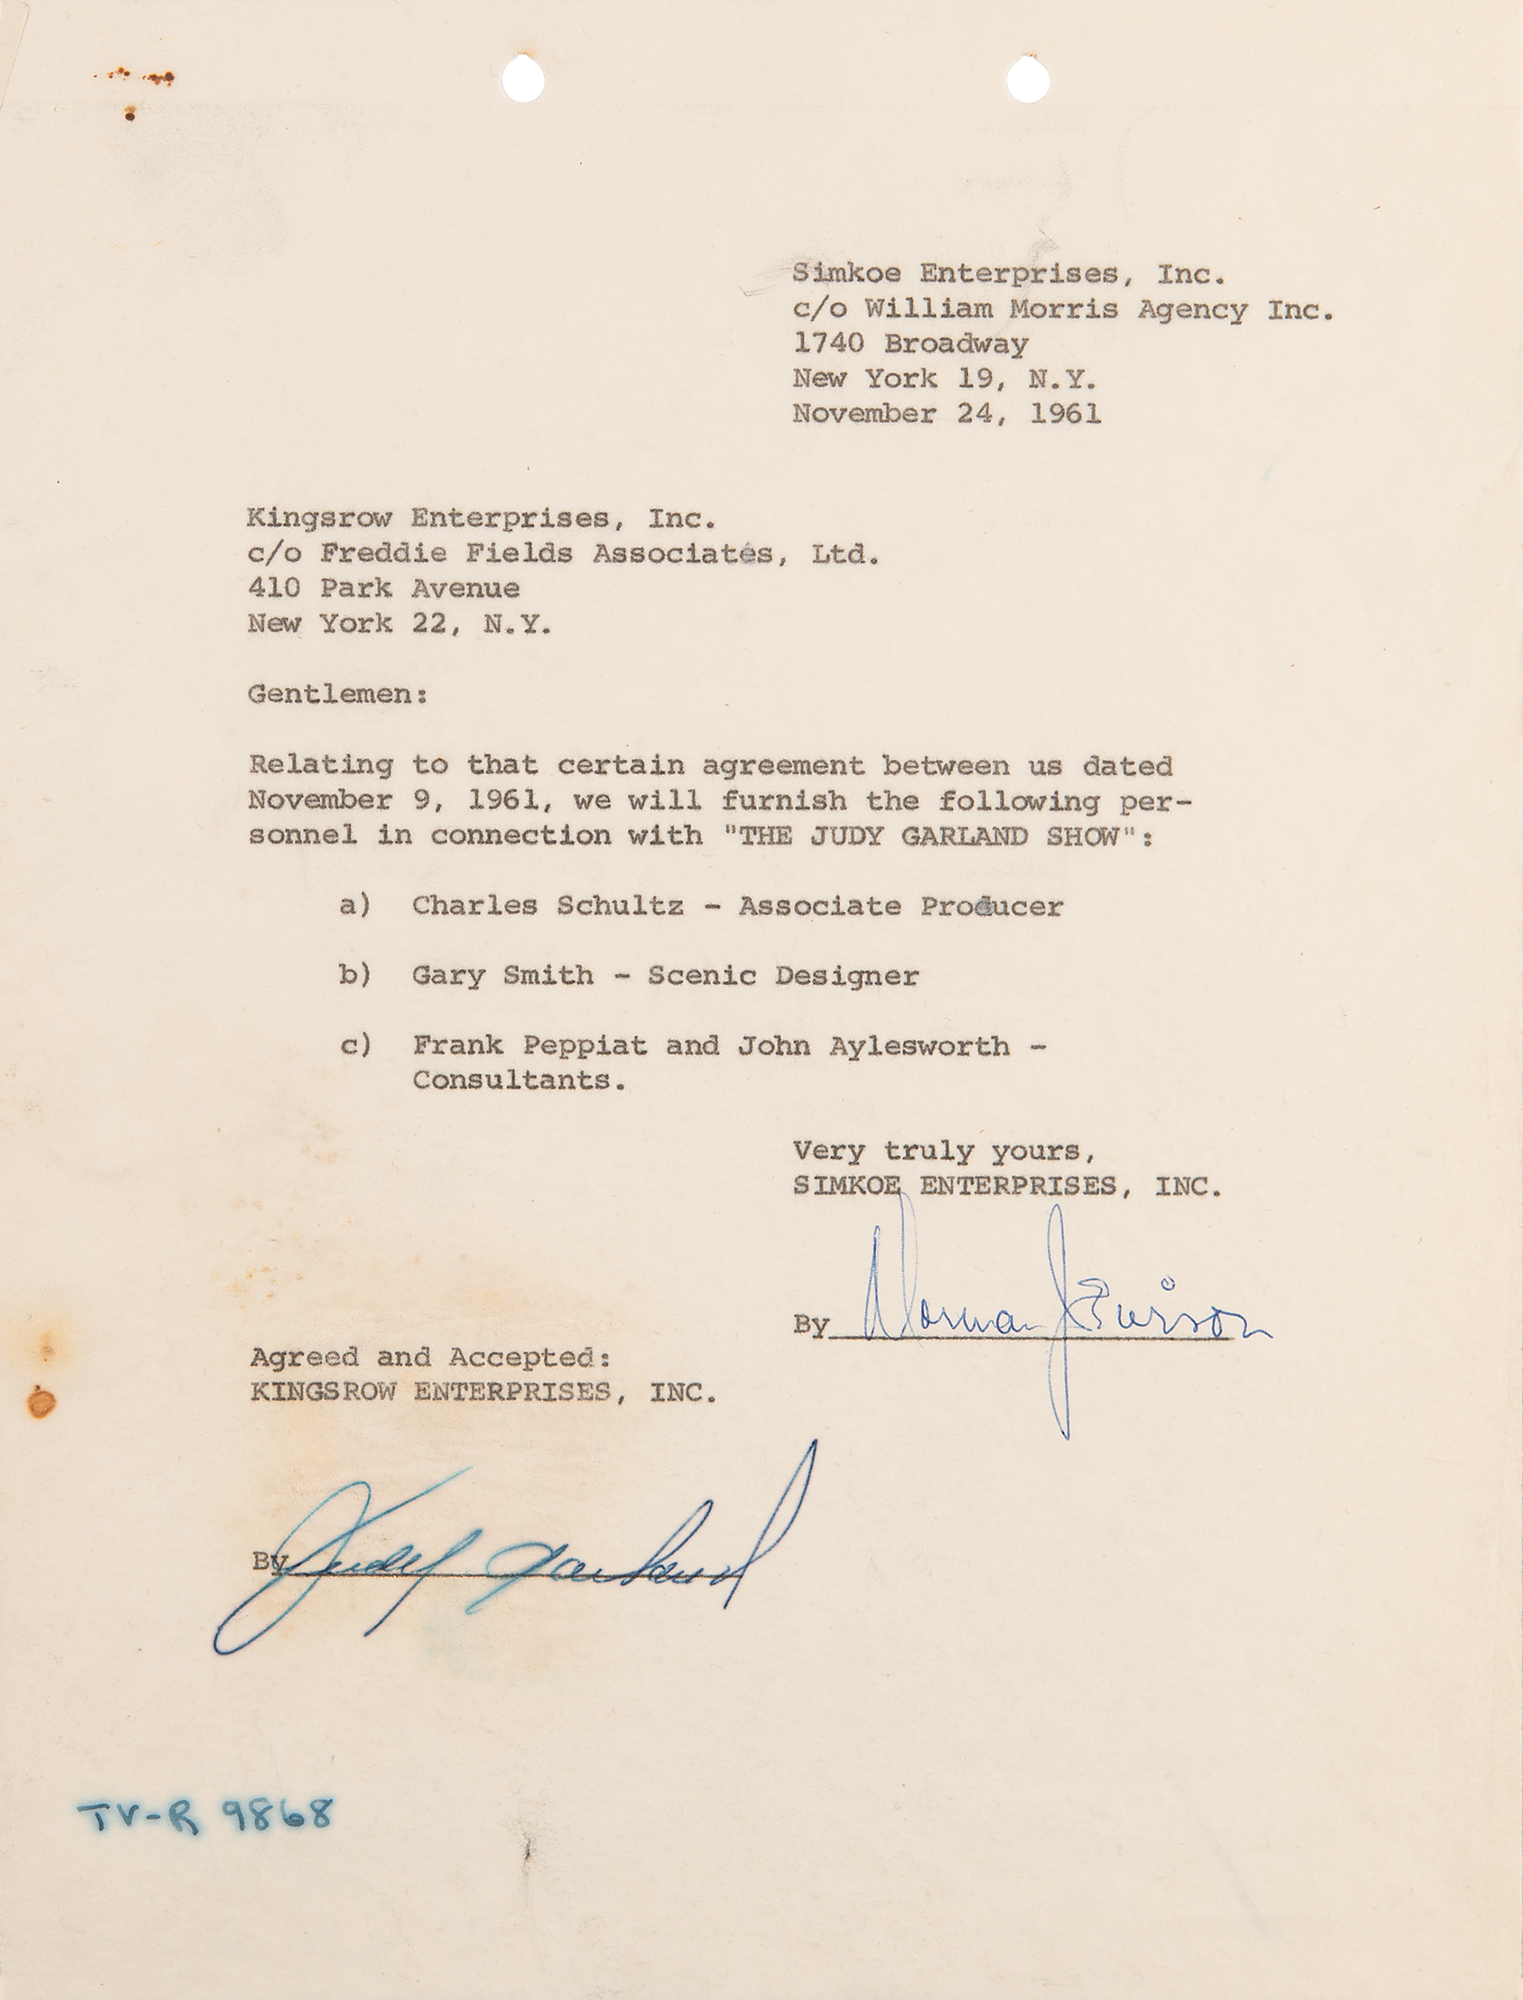 Simkoe Enterprises, Inc.
c/o William Morris Agency Inc.
1740 Broadway
New York 19, N.Y.
November 24, 1961
Kingsrow Enterprises, Inc.
c/o Freddie Fields Associates, Ltd.
410 Park Avenue
New York 22, N.Y.
Gentlemen:
Relating to that certain agreement between us dated
November 9, 1961, we will furnish the following per-
sonnel in connection with "THE JUDY GARLAND SHOW":
a) Charles Schultz - Associate Producer
b) Gary Smith - Scenic Designer
c) Frank Peppiat and John Aylesworth -
Consultants.
Very truly yours,
SIMKOE ENTERPRISES, INC.
By Norman J
Agreed and Accepted:
KINGSROW ENTERPRISES, INC.
By Judy Garland
TV-R 9868